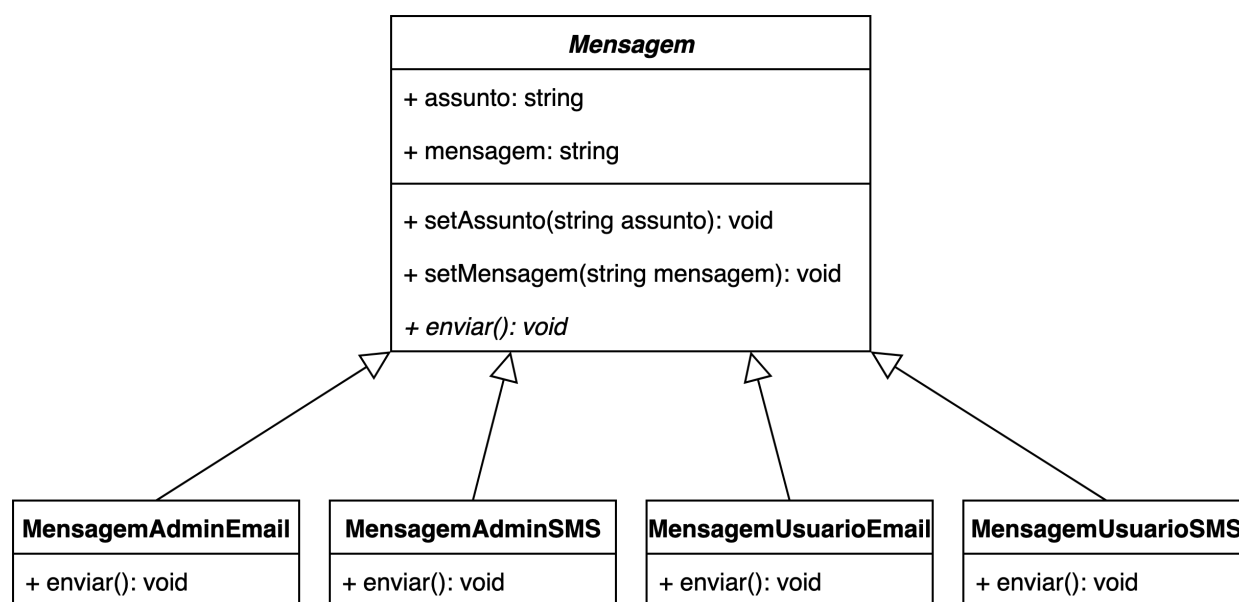 Mensagem
+ assunto: string
+ mensagem: string
+ setAssunto(string assunto): void
+ setMensagem(string mensagem): void
+ enviar(): void
MensagemAdminEmail
+ enviar(): void
MensagemAdminSMS
+ enviar(): void
MensagemUsuarioEmail
+ enviar(): void
MensagemUsuarioSMS
+ enviar(): void